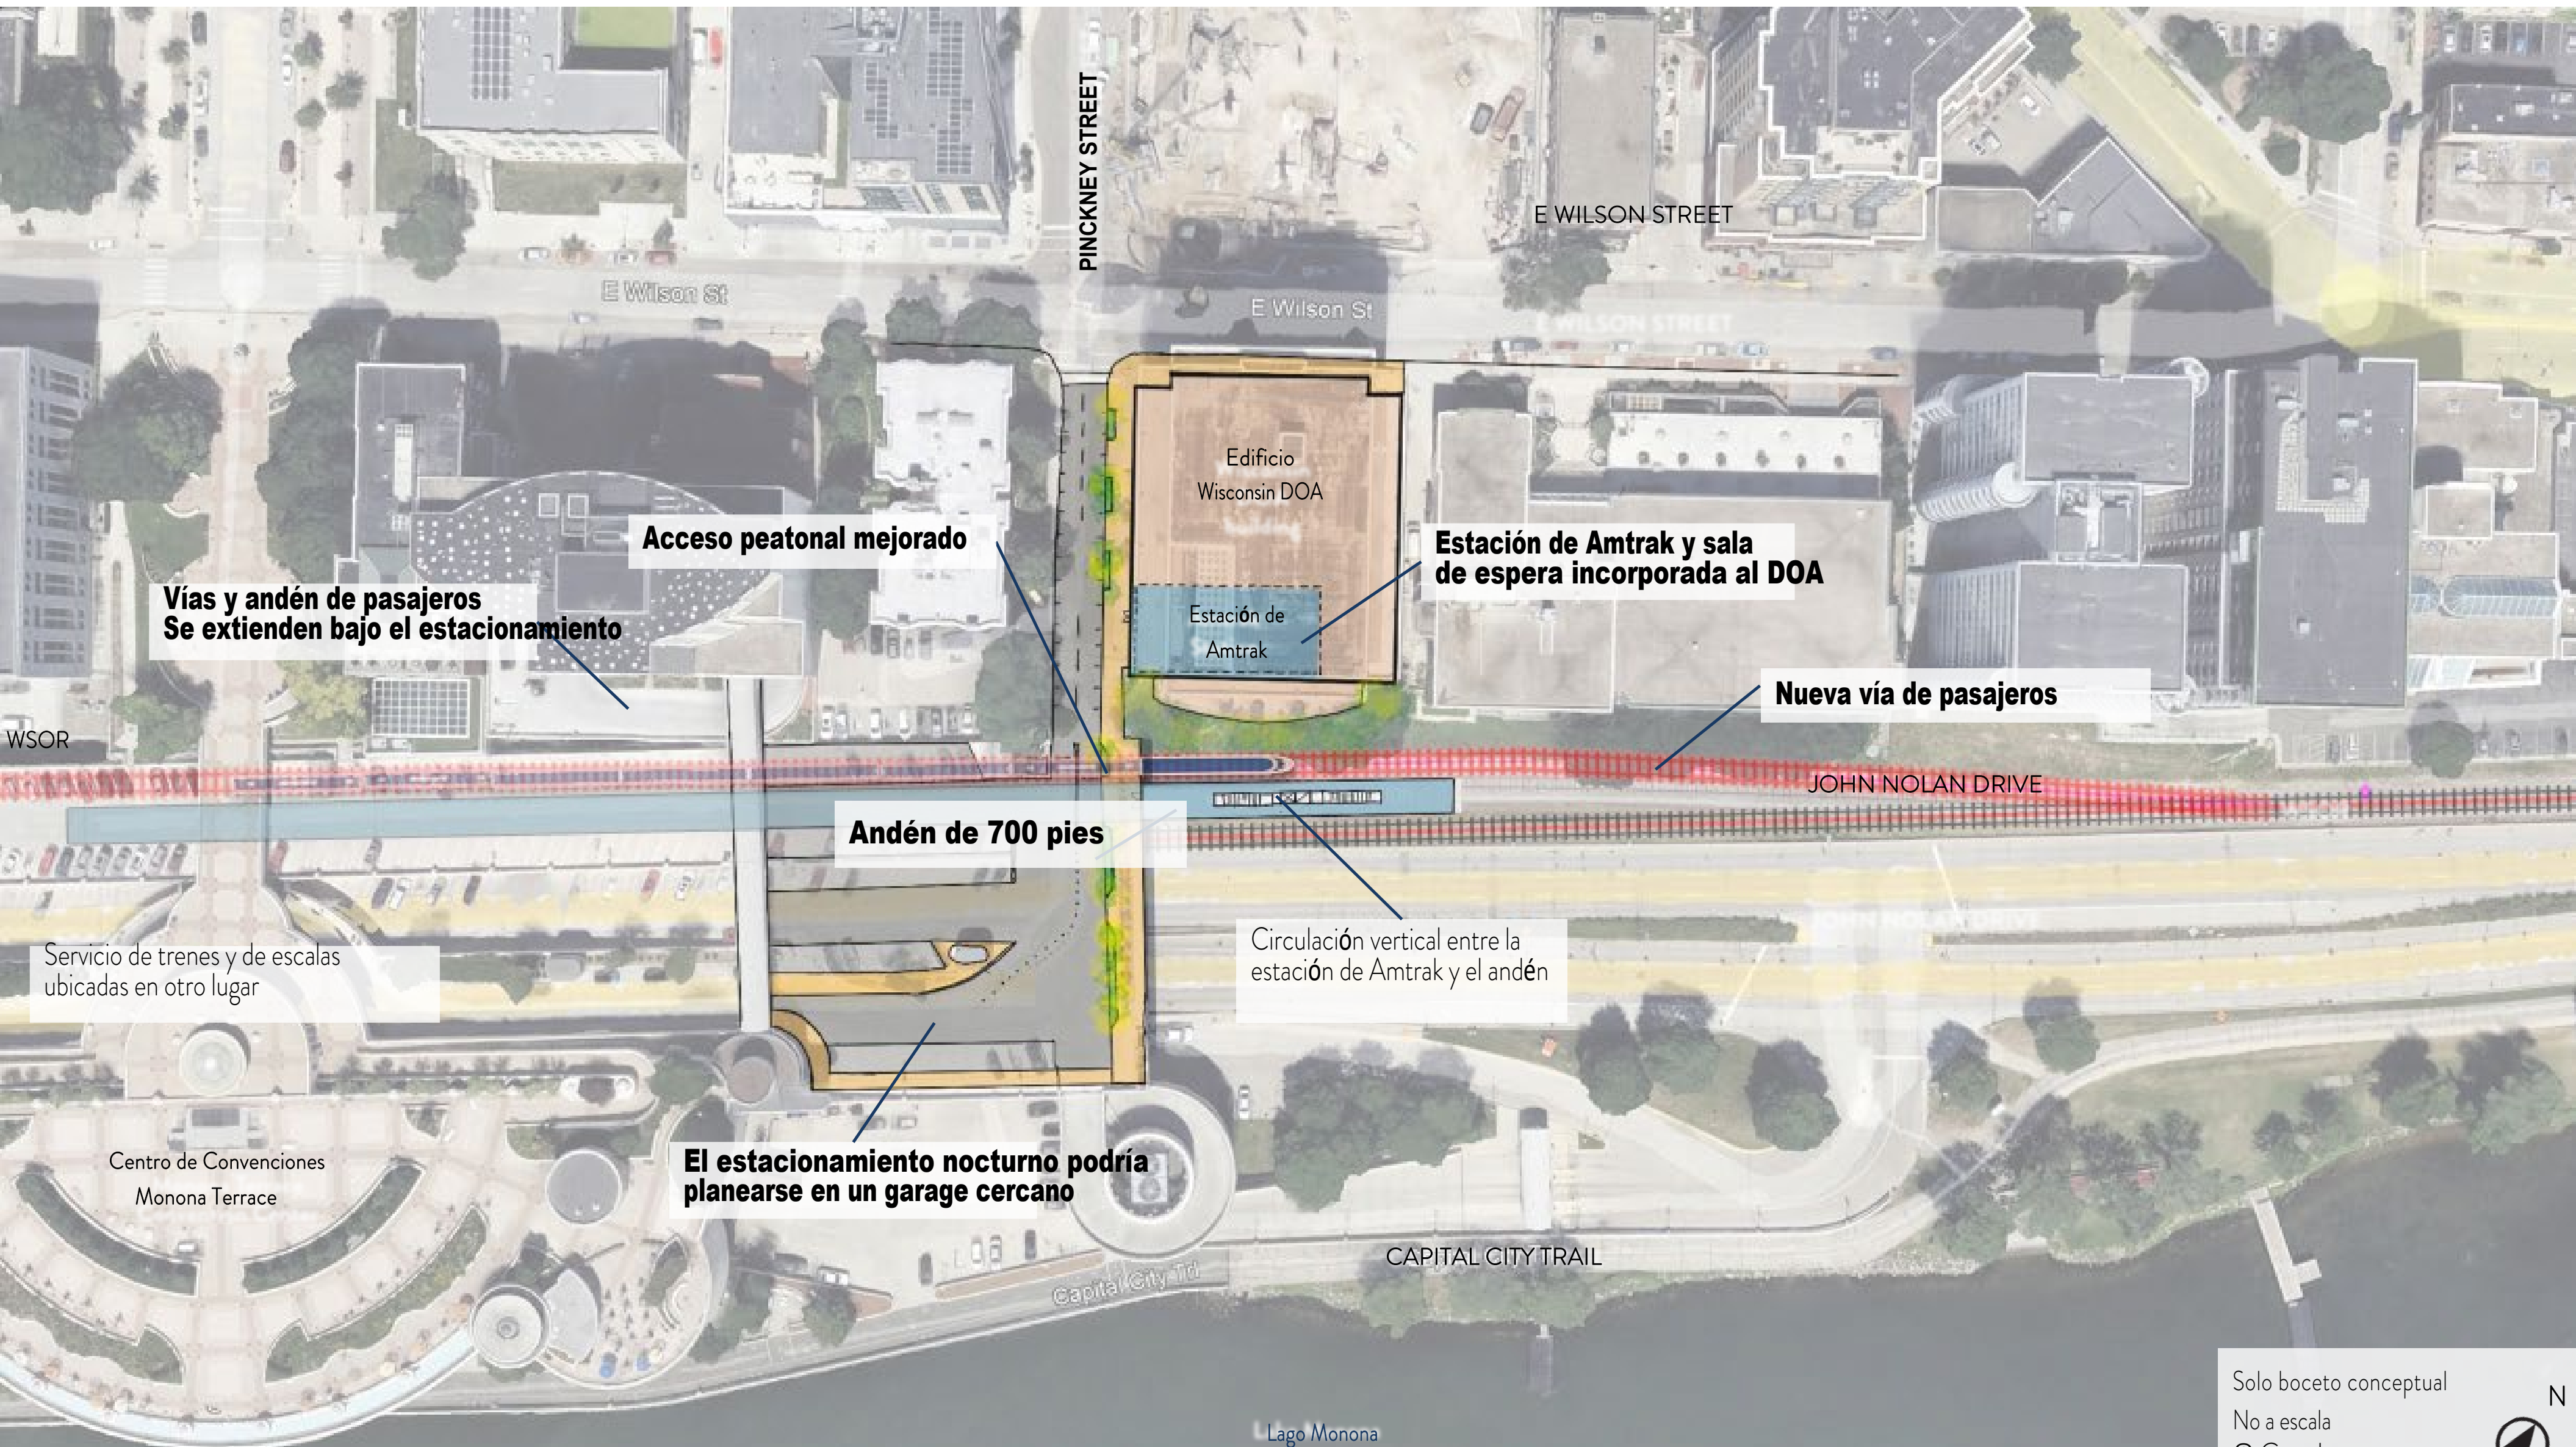 PINCKNEY STREET
E WILSON STREET
E Wilson St
E Wilson St
E WILSON STREET
Edificio
Wisconsin DOA
Acceso peatonal mejorado
Estación de Amtrak y sala
de espera incorporada al DOA
Vías y andén de pasajeros
Se extienden bajo el estacionamiento
Estación de
Amtrak
Nueva vía de pasajeros
WSOR
JOHN NOLAN DRIVE
Andén de 700 pies
Circulación vertical entre la
estación de Amtrak y el andén
Servicio de trenes y de escalas
ubicadas en otro lugar
El estacionamiento nocturno podría
planearse en un garage cercano
Centro de Convenciones
Monona Terrace
CAPITAL CITY TRAIL
Capital City Trl
Lago Monona
Solo boceto conceptual
No a escala
N